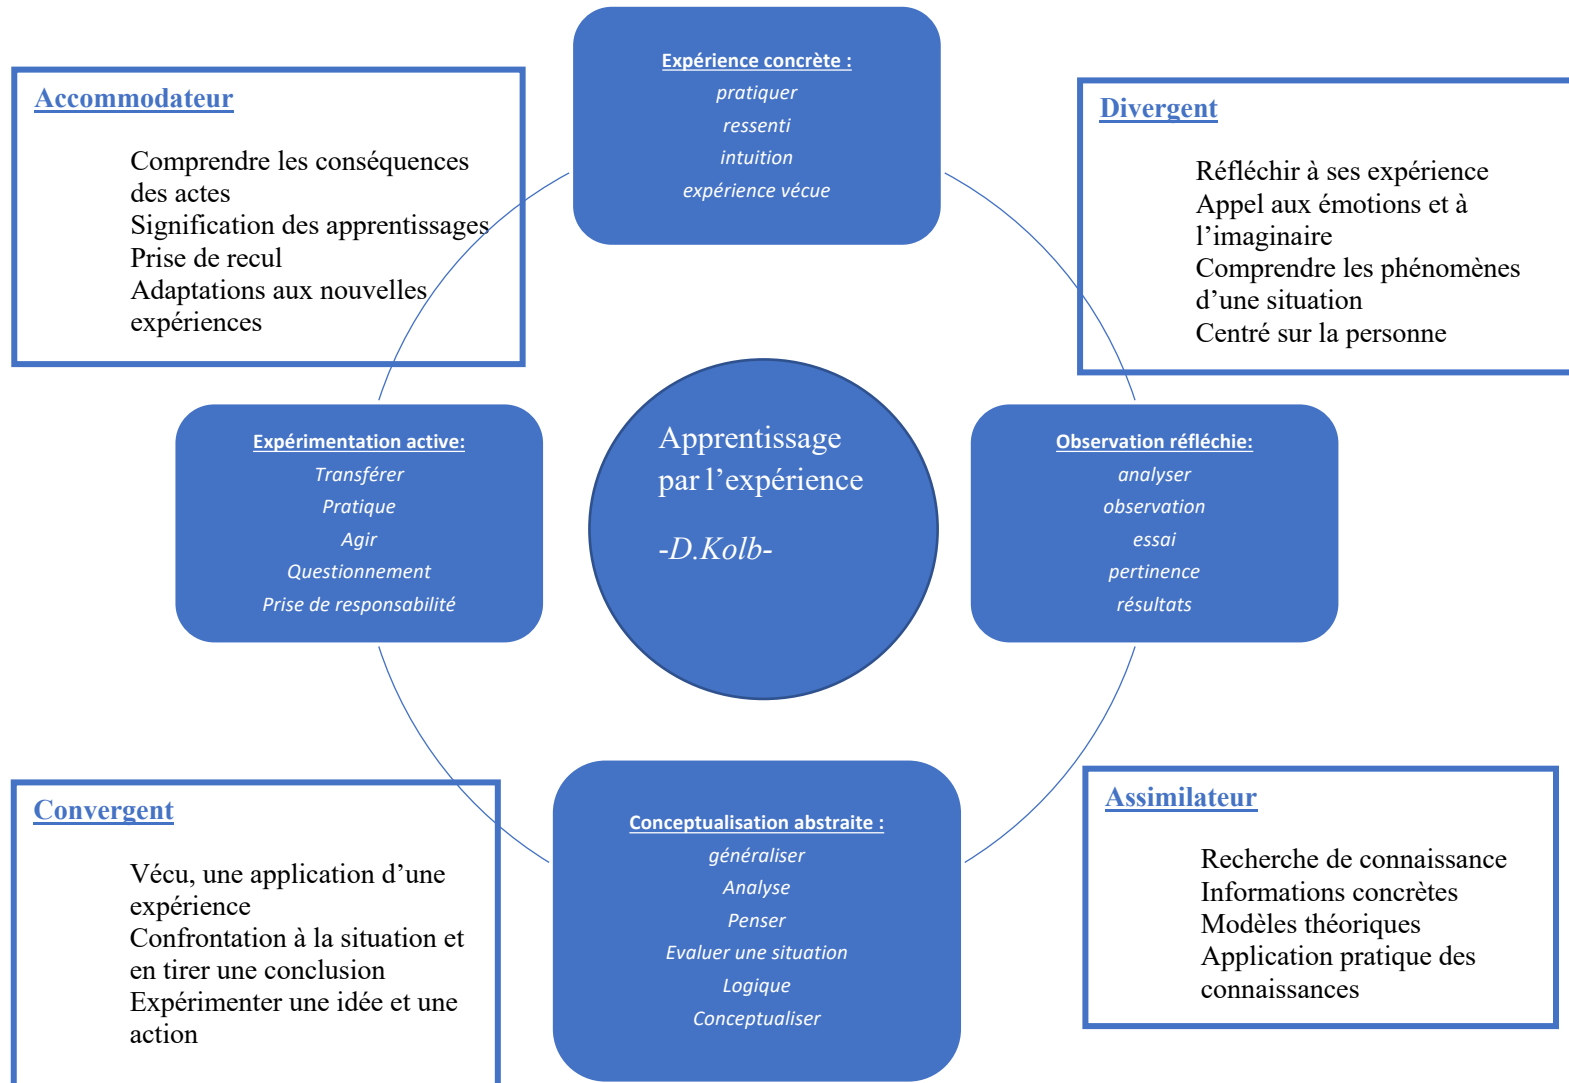 Expérience concrète :
pratiquer
ressenti
intuition
expérience vécue
Accommodateur
Comprendre les conséquences
des actes
Signification des apprentissages
Prise de recul
Adaptations aux nouvelles
expériences
Divergent
Réfléchir à ses expérience
Appel aux émotions et à
l’imaginaire
Comprendre les phénomènes
d’une situation
Centré sur la personne
Expérimentation active:
Transférer
Pratique
Agir
Questionnement
Prise de responsabilité
Apprentissage
par l’expérience
-D.Kolb-
Observation réfléchie:
analyser
observation
essai
pertinence
résultats
Convergent
Vécu, une application d’une
expérience
Confrontation à la situation et
en tirer une conclusion
Expérimenter une idée et une
action
Conceptualisation abstraite :
généraliser
Analyse
Penser
Evaluer une situation
Logique
Conceptualiser
Assimilateur
Recherche de connaissance
Informations concrètes
Modèles théoriques
Application pratique des
connaissances